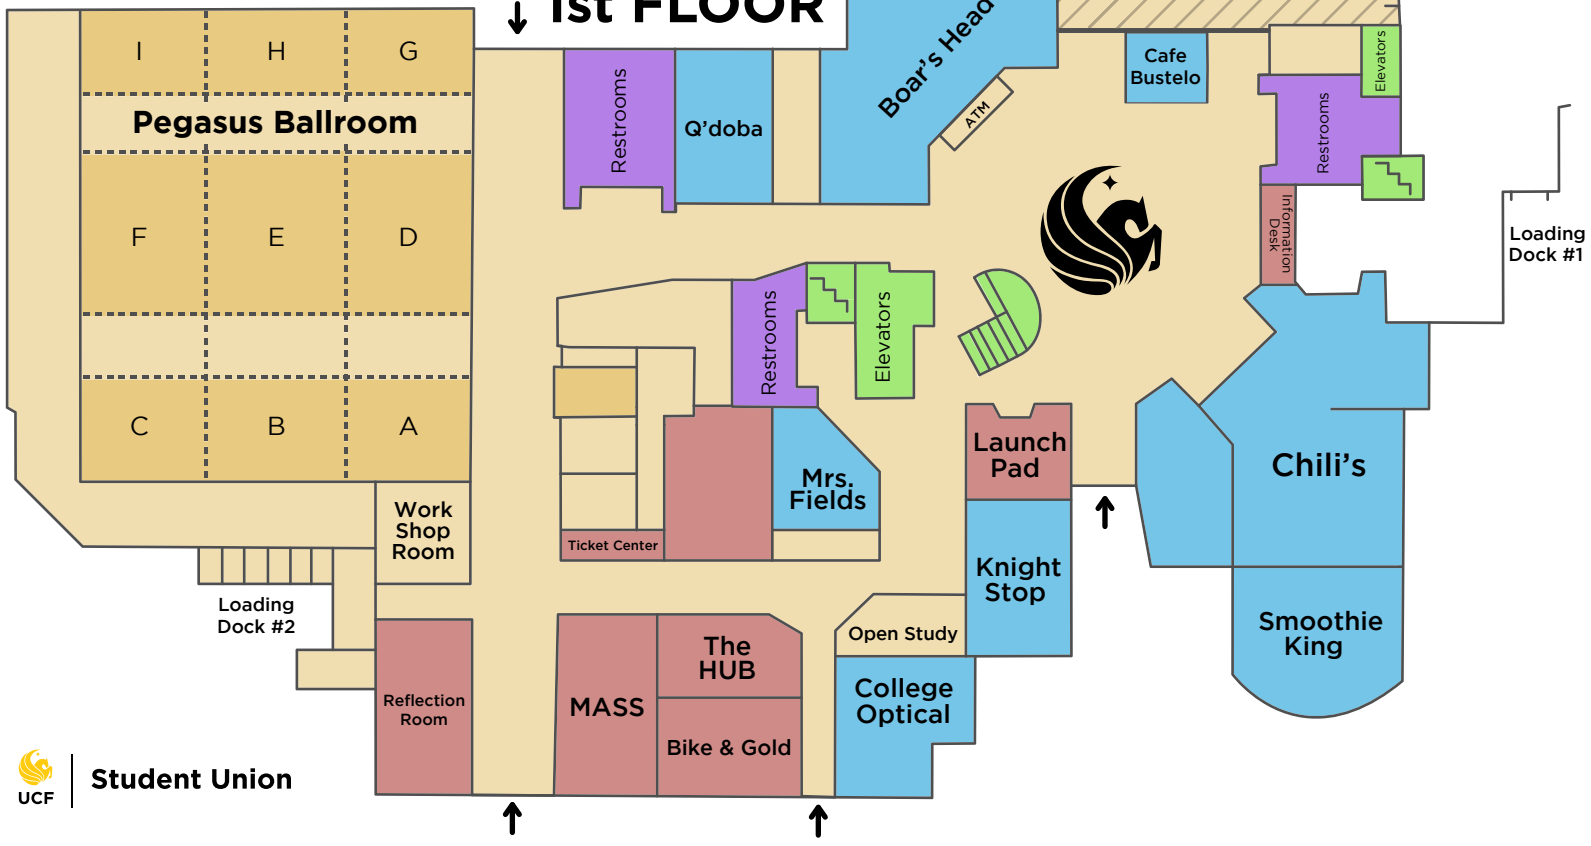 1st FLOOR
I
H
G
Pegasus Ballroom
F
E
D
C
B
A
Restrooms
Q'doba
Boar's Head
ATM
Cafe
Bustelo
Elevators
Restrooms
Information
Desk
Loading
Dock #1
Restrooms
Elevators
Launch
Pad
Mrs.
Fields
Chili's
Work
Shop
Room
Ticket Center
Knight
Stop
Loading
Dock #2
Open Study
Smoothie
King
The
HUB
MASS
College
Optical
Reflection
Room
Bike & Gold
UCF
Student Union